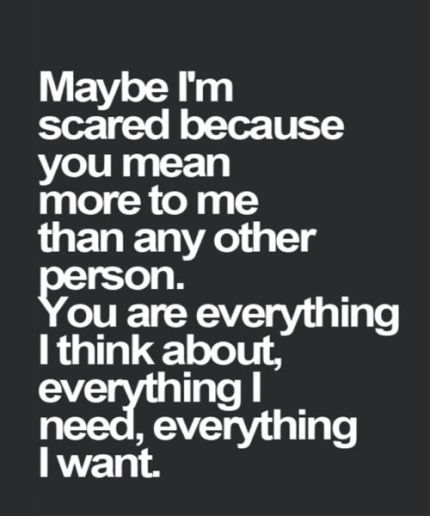 Maybe I'm
scared because
you mean
more to me
than any other
person.
You are everything
I think about,
everything I
need, everything
I want.